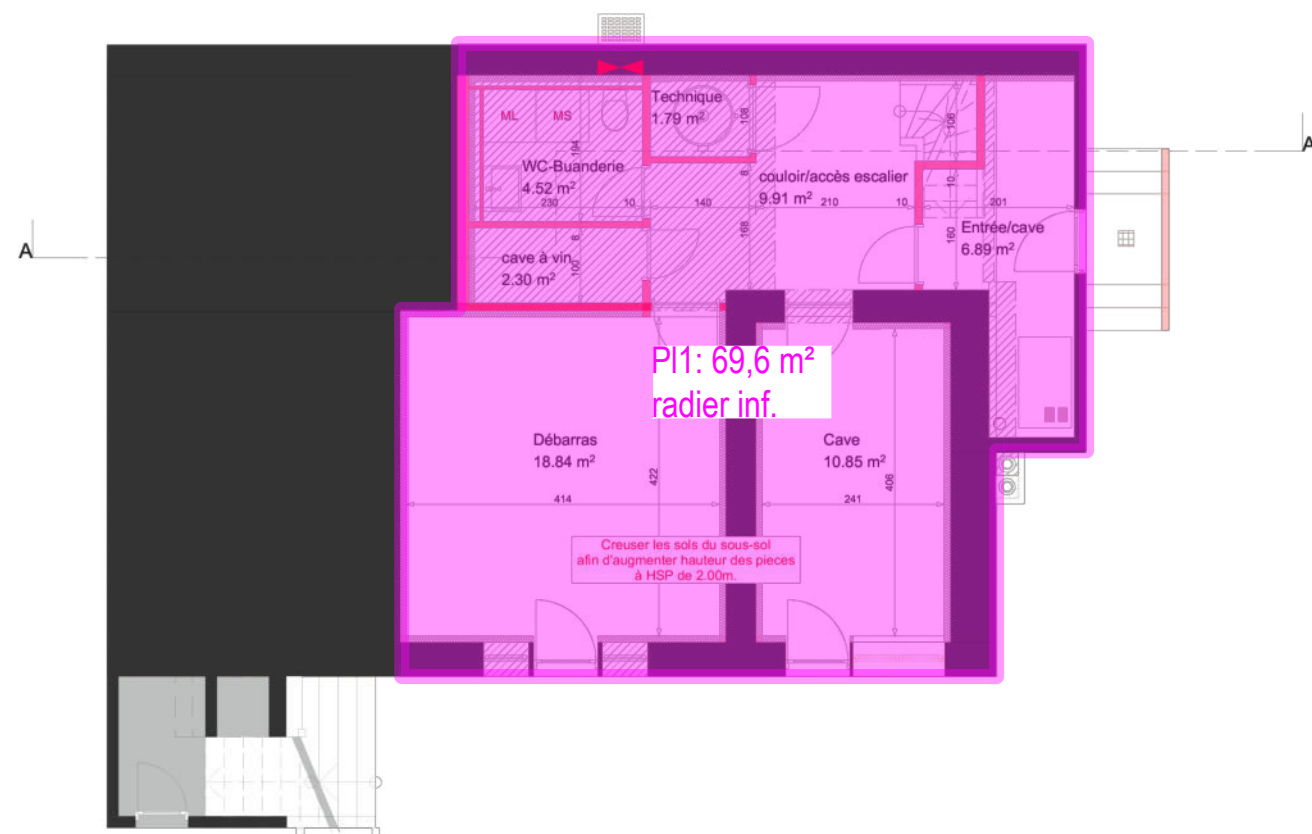 Technique
1.79 m²
108
106
ML
MS
A
194
WC-Buanderie
4.52 m²
8
couloir/accès escalier
9.91 m²
10
230
10
140
210
10
201
A
cave à vin
2.30 m²
8
100
168
160
Entrée/cave
6.89 m²
Pl1: 69,6 m²
radier inf.
Débarras
18.84 m²
Cave
10.85 m²
422
406
414
241
Creuser les sols du sous-sol
afin d'augmenter hauteur des pieces
à HSP de 2.00m.